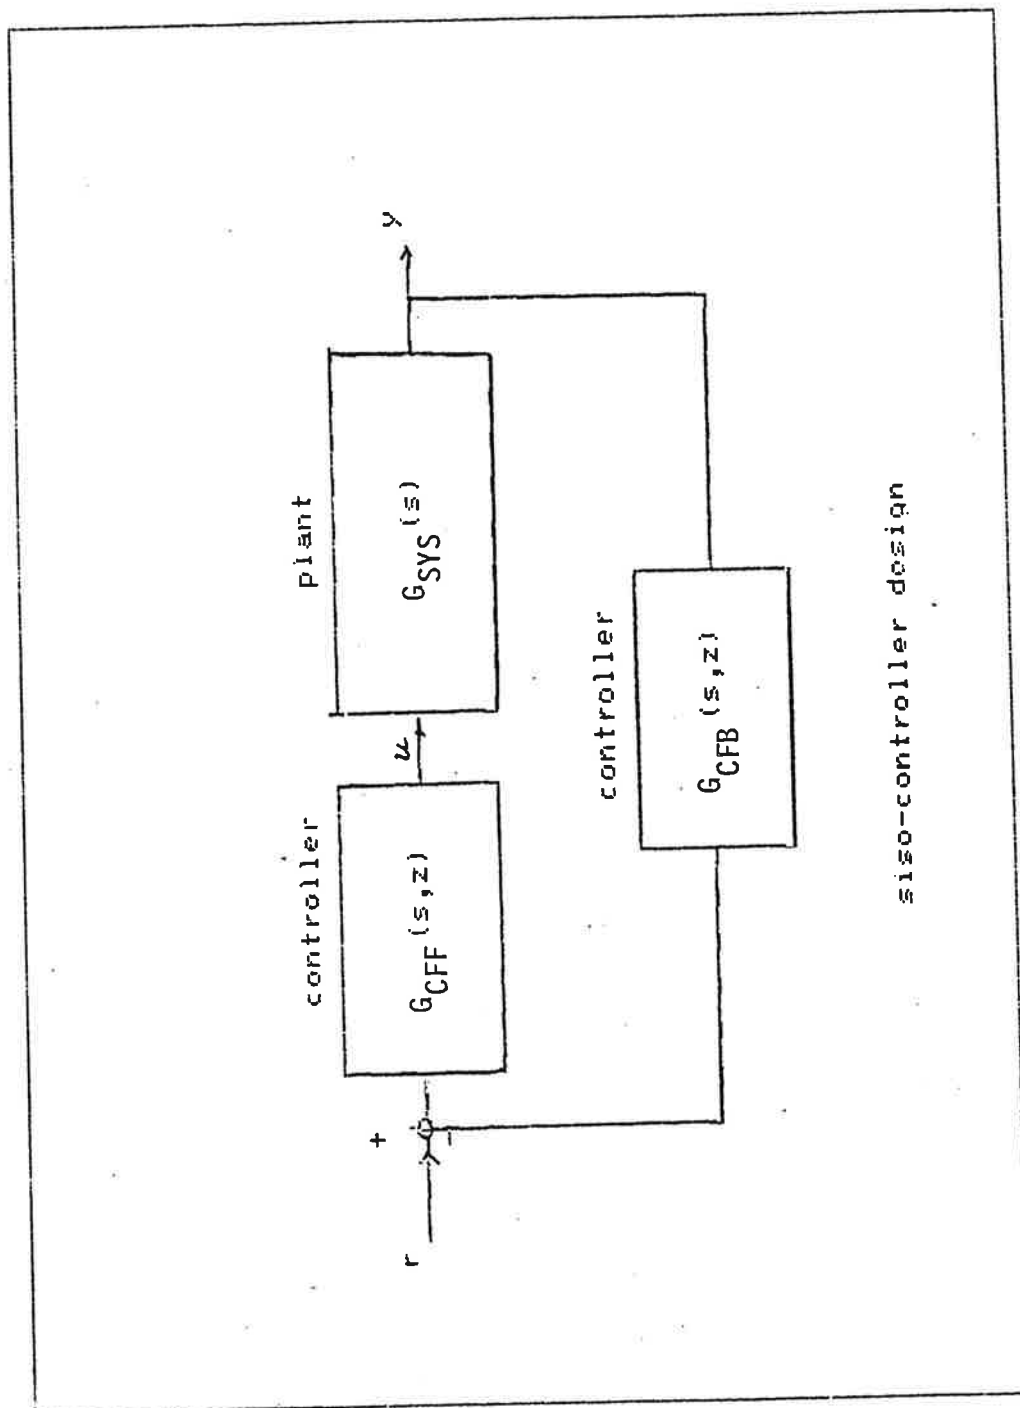 controller
plant
+
r
-
G_CFF(s,z)
u
G_SYS(s)
y
controller
G_CFB(s,z)
siso-controller design